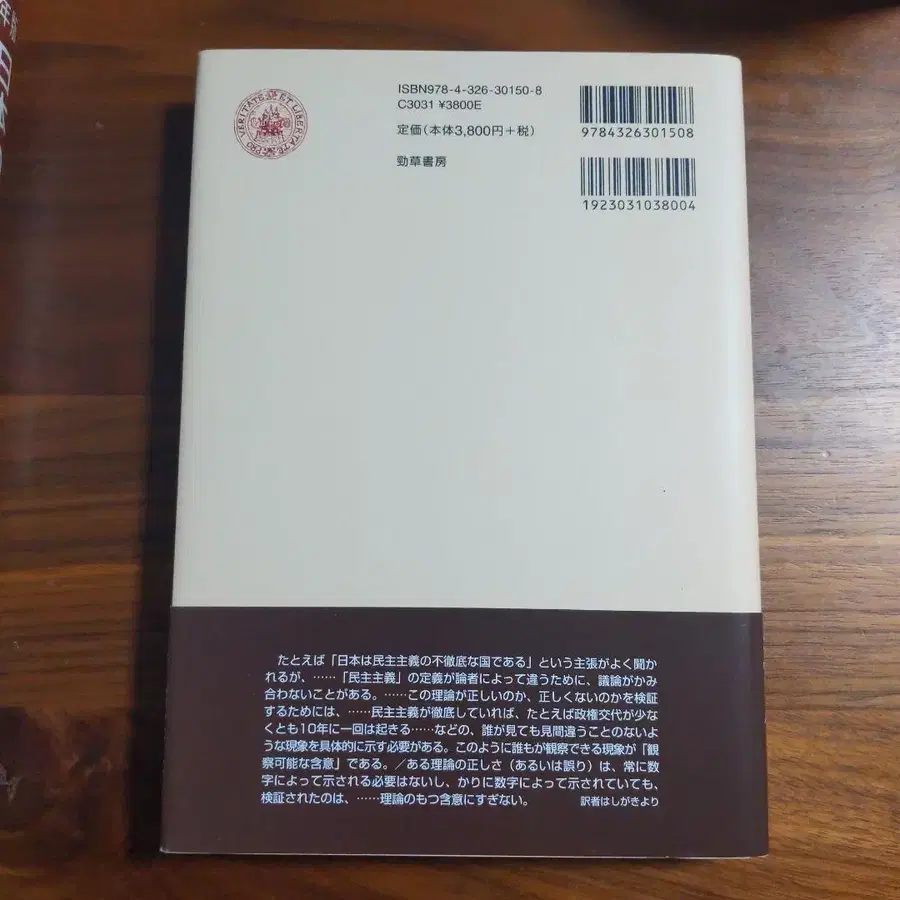 ISBN978-4-326-30150-8
C3031 ¥3800E
定価(本体3,800円+税)
勁草書房
9784326301508
1923031038004
PRO VERITATE ET LIBERTATE
たとえば「日本は民主主義の不徹底な国である」という主張がよく聞か
れるが、……「民主主義」の定義が論者によって違うために、議論がかみ
合わないことがある。……この理論が正しいのか、正しくないのかを検証
するためには、……民主主義が徹底していれば、たとえば政権交代が少な
くとも10年に一回は起きる……などの、誰が見ても見間違うことのないよ
うな現象を具体的に示す必要がある。このように誰もが観察できる現象が「観
察可能な含意」である。/ある理論の正しさ(あるいは誤り)は、常に数
字によって示される必要はないし、かりに数字によって示されていても、
検証されたのは、……理論のもつ含意にすぎない。 訳者はしがきより